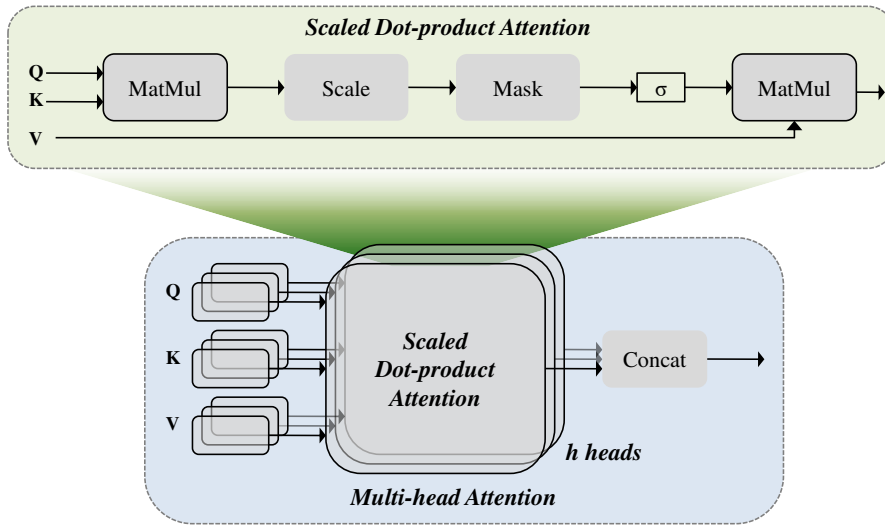 Scaled Dot-product Attention
Q
K
V
MatMul
Scale
Mask
σ
MatMul
Q
K
V
Scaled
Dot-product
Attention
Concat
h heads
Multi-head Attention